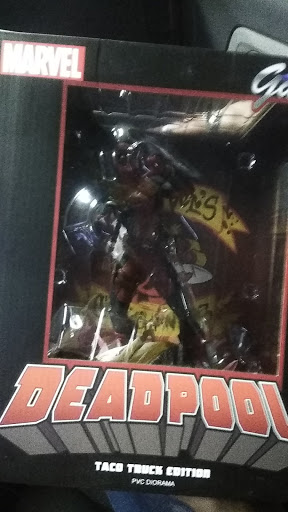 MARVEL
DEADPOOL
TACO TRUCK EDITION
PVC DIORAMA